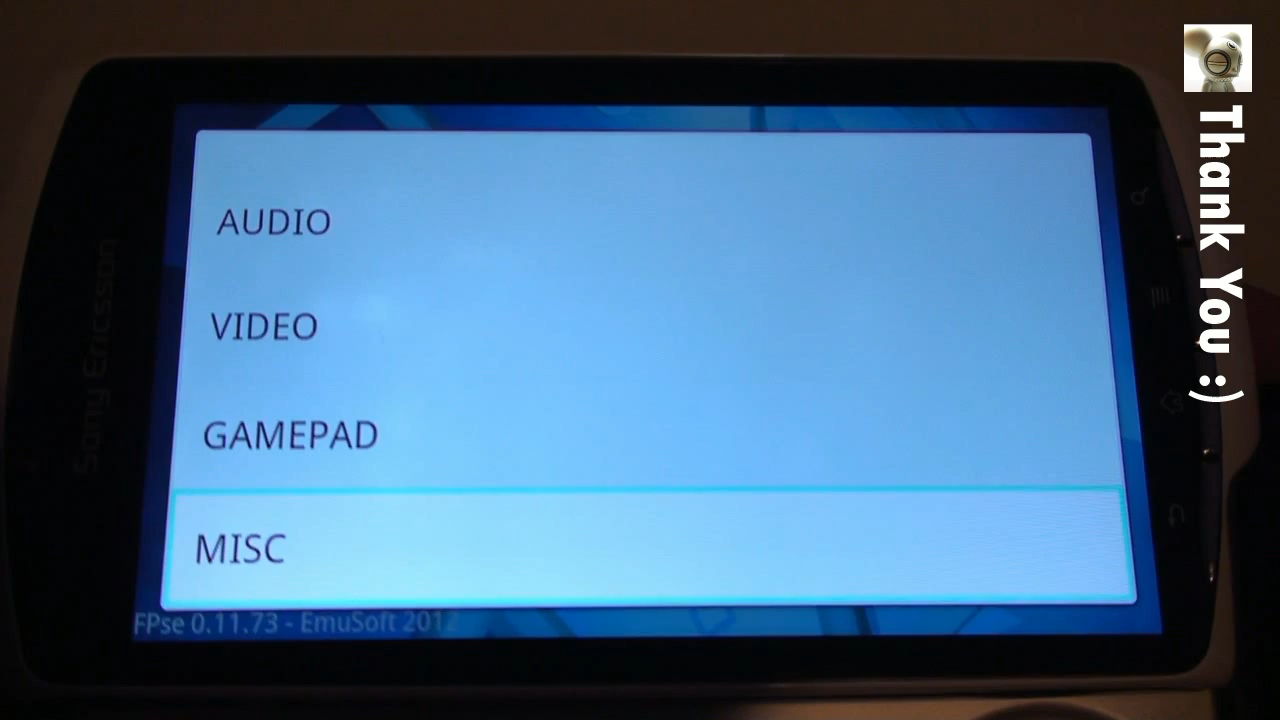 AUDIO
VIDEO
GAMEPAD
MISC
FPse 0.11.73 - EmuSoft 2012
Sony Ericsson
Thank You :)